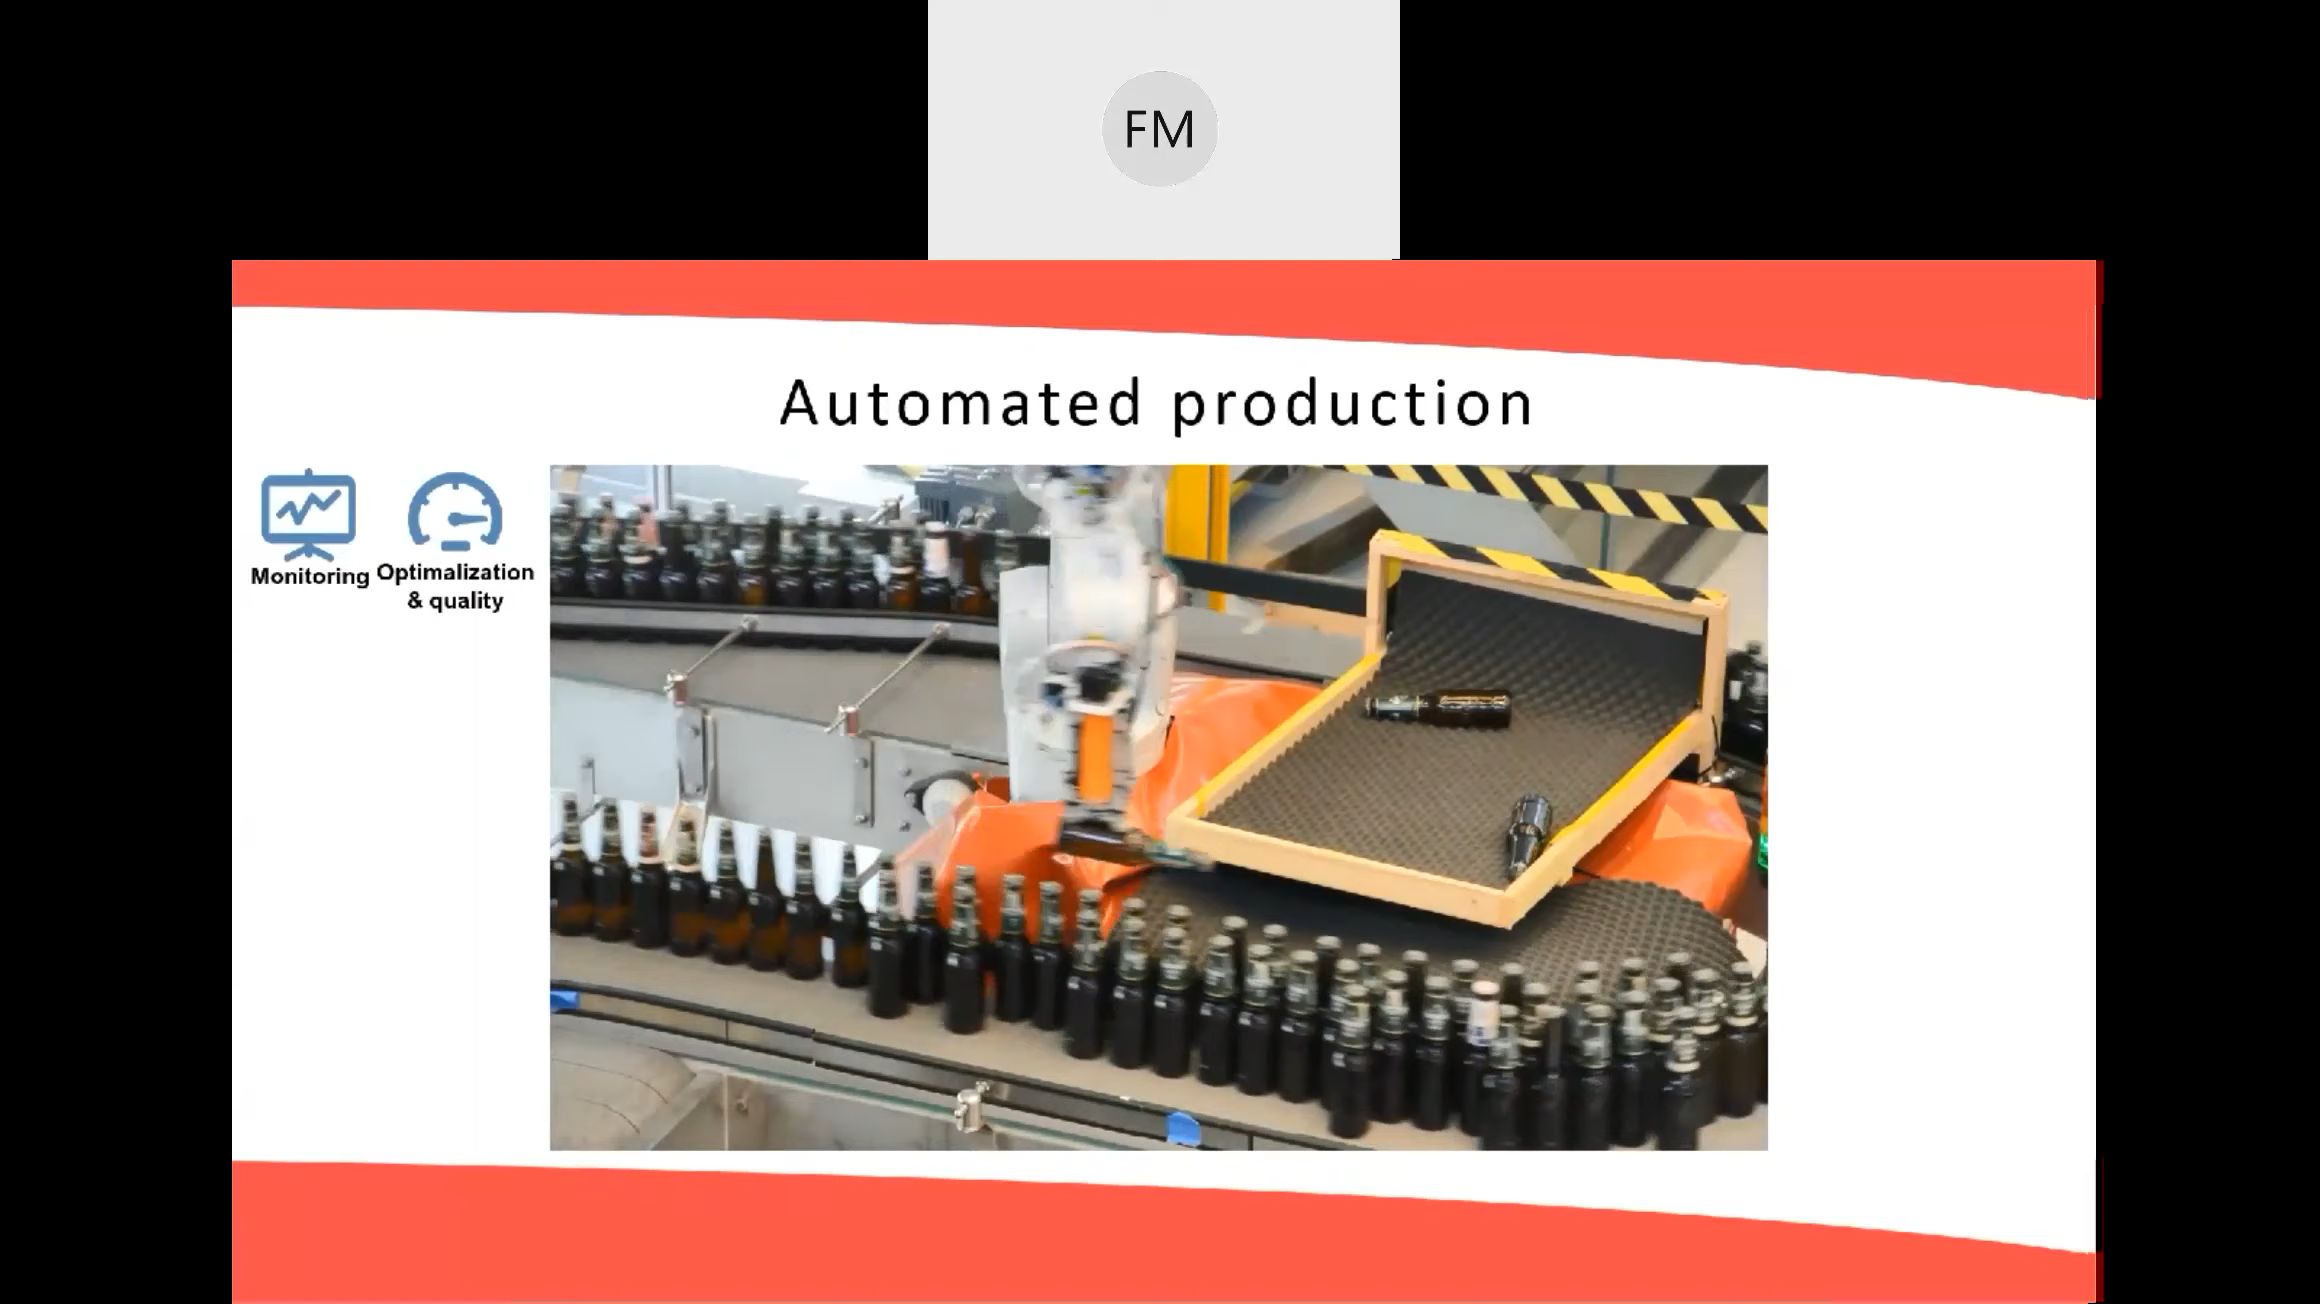 FM
Automated production
Monitoring
Optimalization
& quality